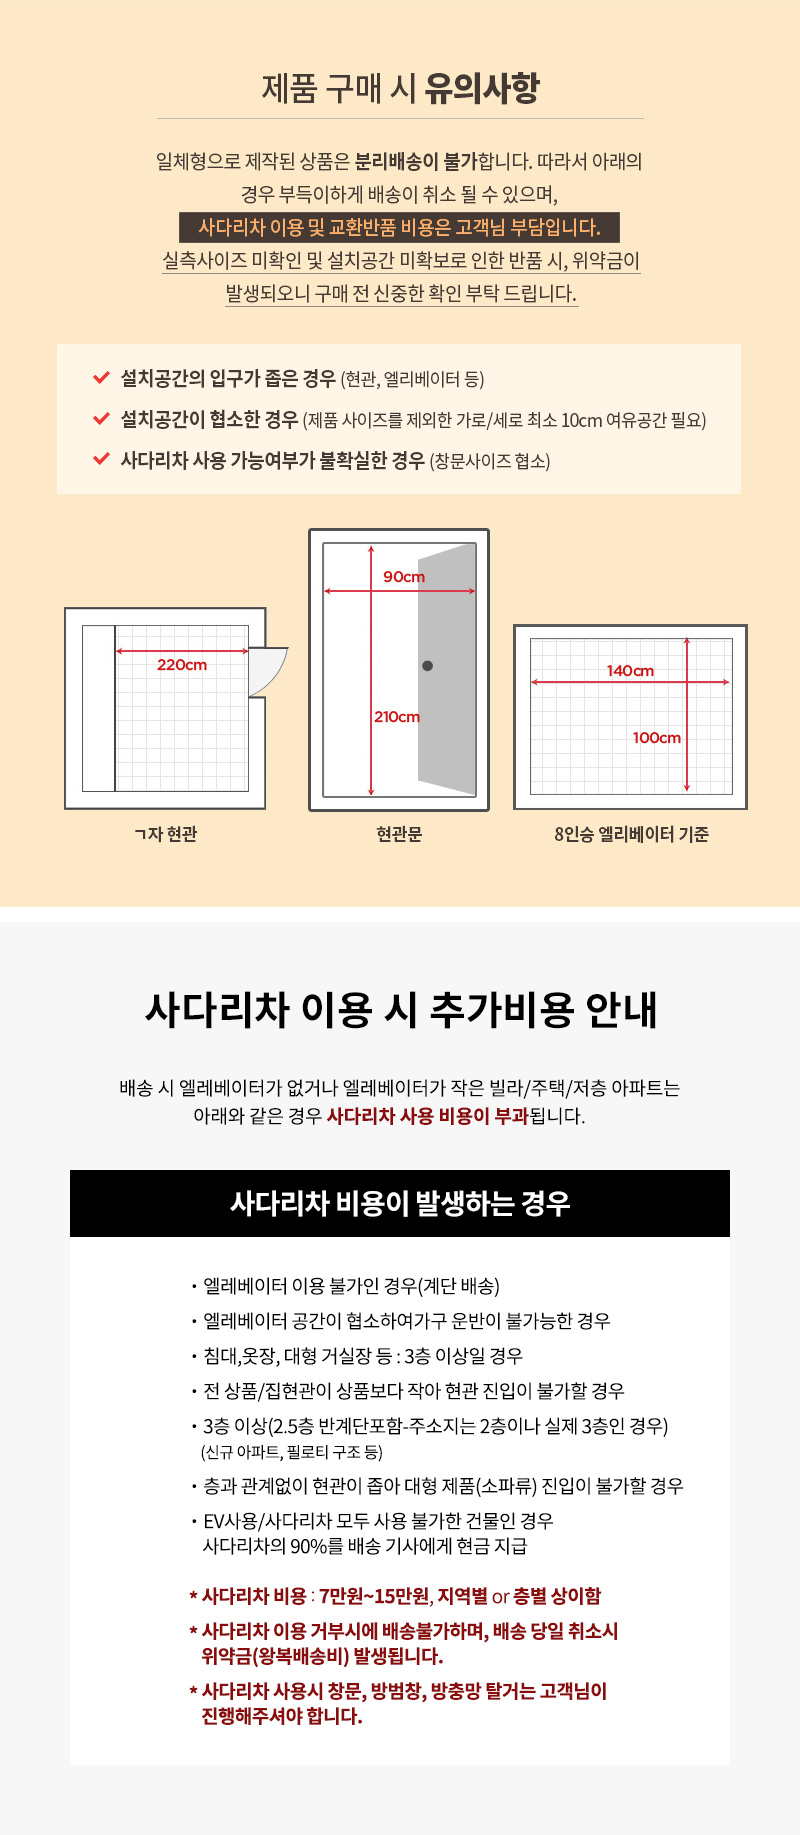 제품 구매 시 유의사항
일체형으로 제작된 상품은 분리배송이 불가합니다. 따라서 아래의
경우 부득이하게 배송이 취소 될 수 있으며,
사다리차 이용 및 교환반품 비용은 고객님 부담입니다.
실측사이즈 미확인 및 설치공간 미확보로 인한 반품 시, 위약금이
발생되오니 구매 전 신중한 확인 부탁 드립니다.
설치공간의 입구가 좁은 경우 (현관, 엘리베이터 등)
설치공간이 협소한 경우 (제품 사이즈를 제외한 가로/세로 최소 10cm 여유공간 필요)
사다리차 사용 가능여부가 불확실한 경우 (창문사이즈 협소)
220cm
ㄱ자 현관
90cm
210cm
현관문
140cm
100cm
8인승 엘리베이터 기준
사다리차 이용 시 추가비용 안내
배송 시 엘레베이터가 없거나 엘레베이터가 작은 빌라/주택/저층 아파트는
아래와 같은 경우 사다리차 사용 비용이 부과됩니다.
사다리차 비용이 발생하는 경우
· 엘레베이터 이용 불가인 경우(계단 배송)
· 엘레베이터 공간이 협소하여가구 운반이 불가능한 경우
· 침대,옷장, 대형 거실장 등 : 3층 이상일 경우
· 전 상품/집현관이 상품보다 작아 현관 진입이 불가할 경우
· 3층 이상(2.5층 반계단포함-주소지는 2층이나 실제 3층인 경우)
(신규 아파트, 필로티 구조 등)
· 층과 관계없이 현관이 좁아 대형 제품(소파류) 진입이 불가할 경우
· EV사용/사다리차 모두 사용 불가한 건물인 경우
사다리차의 90%를 배송 기사에게 현금 지급
* 사다리차 비용 : 7만원~15만원, 지역별 or 층별 상이함
* 사다리차 이용 거부시에 배송불가하며, 배송 당일 취소시
위약금(왕복배송비) 발생됩니다.
* 사다리차 사용시 창문, 방범창, 방충망 탈거는 고객님이
진행해주셔야 합니다.